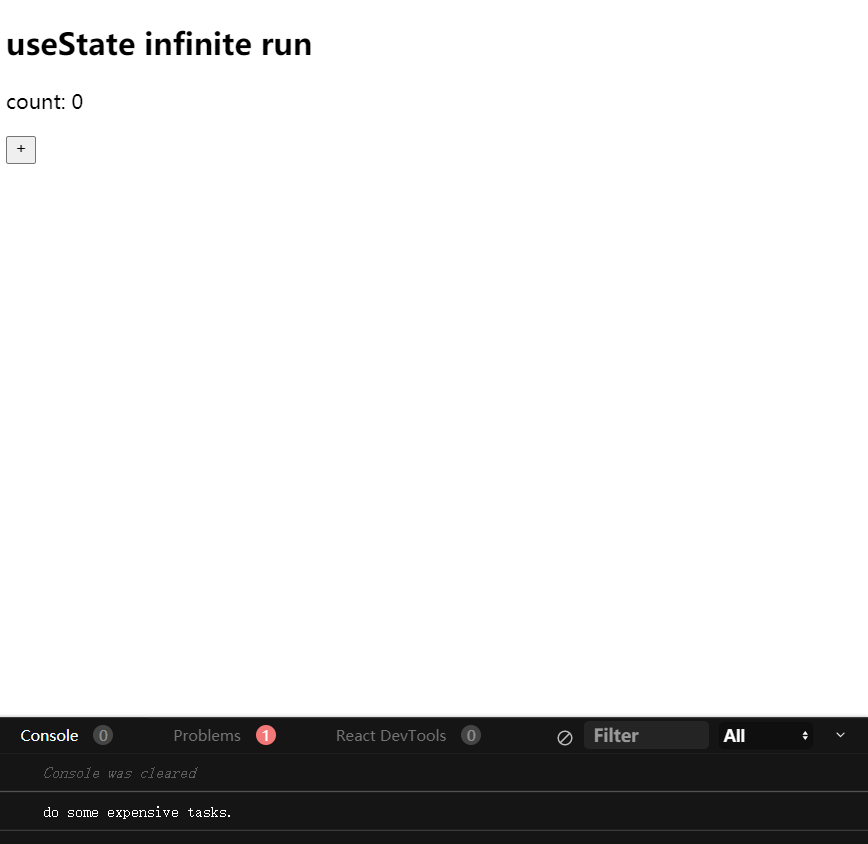 useState infinite run
count: 0
+
Console 0 Problems 1 React DevTools 0 Filter All
Console was cleared
do some expensive tasks.